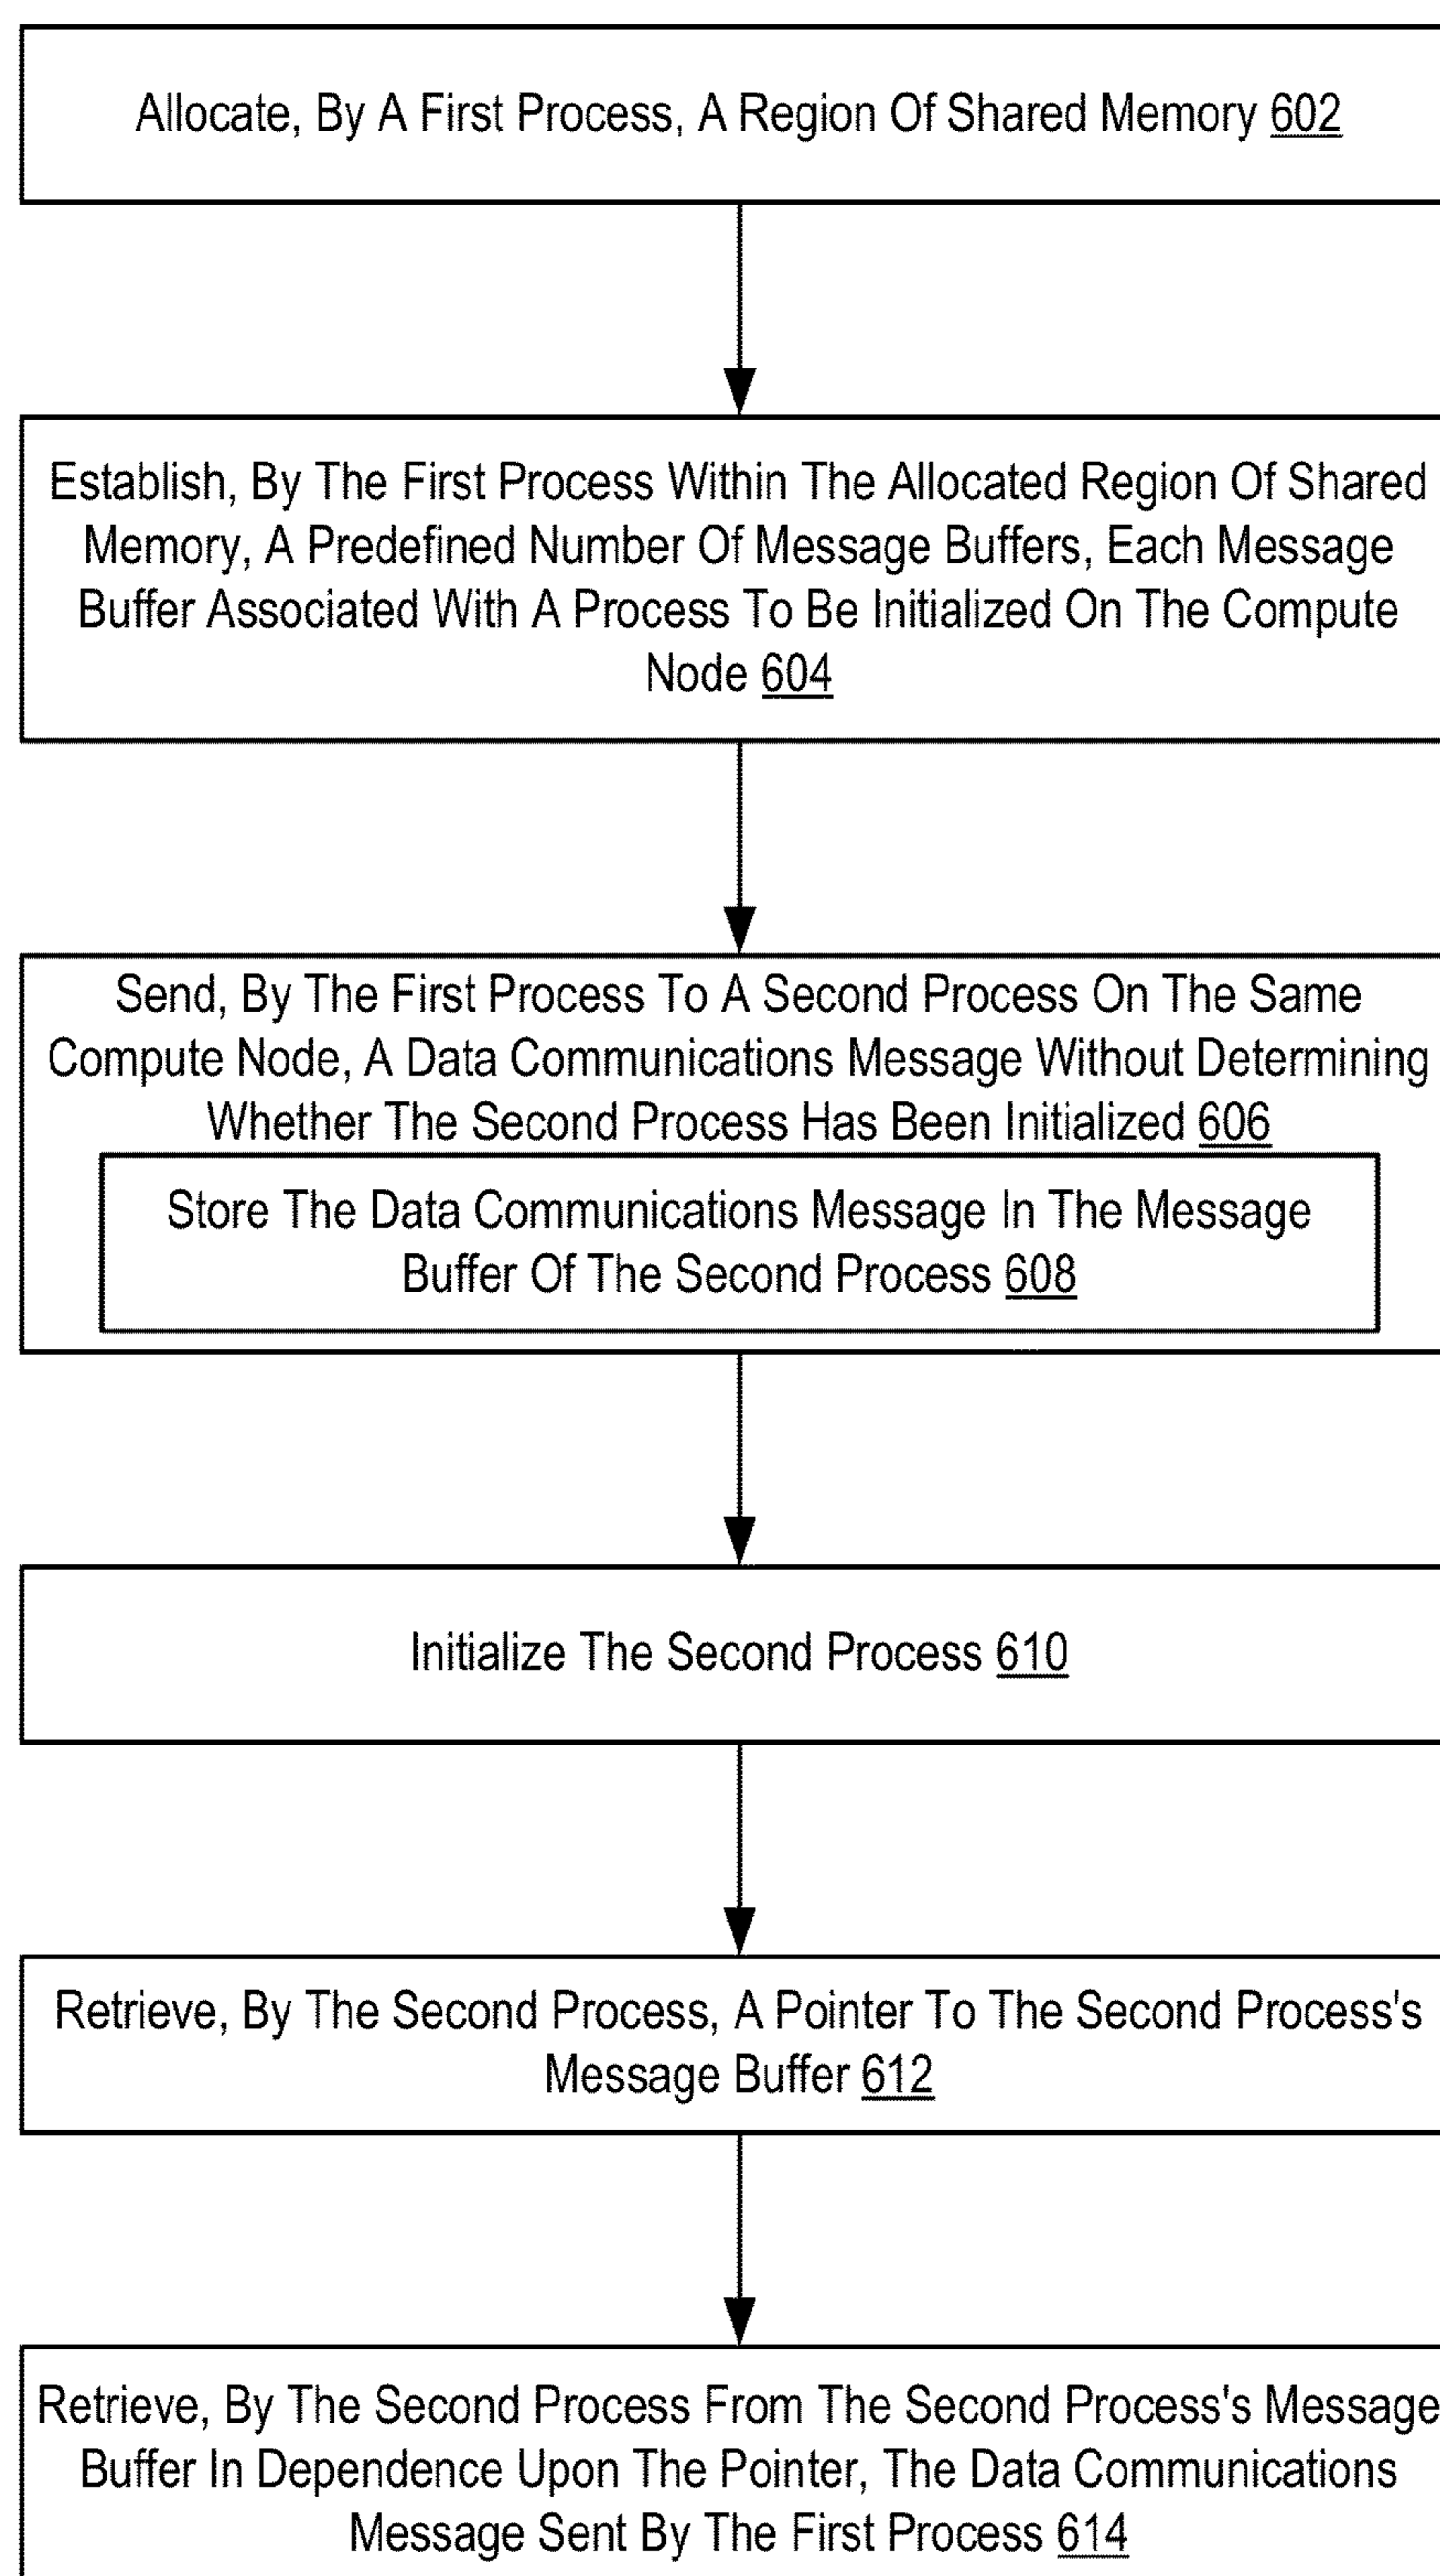 Allocate, By A First Process, A Region Of Shared Memory 602
Establish, By The First Process Within The Allocated Region Of Shared
Memory, A Predefined Number Of Message Buffers, Each Message
Buffer Associated With A Process To Be Initialized On The Compute
Node 604
Send, By The First Process To A Second Process On The Same
Compute Node, A Data Communications Message Without Determining
Whether The Second Process Has Been Initialized 606
Store The Data Communications Message In The Message
Buffer Of The Second Process 608
Initialize The Second Process 610
Retrieve, By The Second Process, A Pointer To The Second Process's
Message Buffer 612
Retrieve, By The Second Process From The Second Process's Message
Buffer In Dependence Upon The Pointer, The Data Communications
Message Sent By The First Process 614